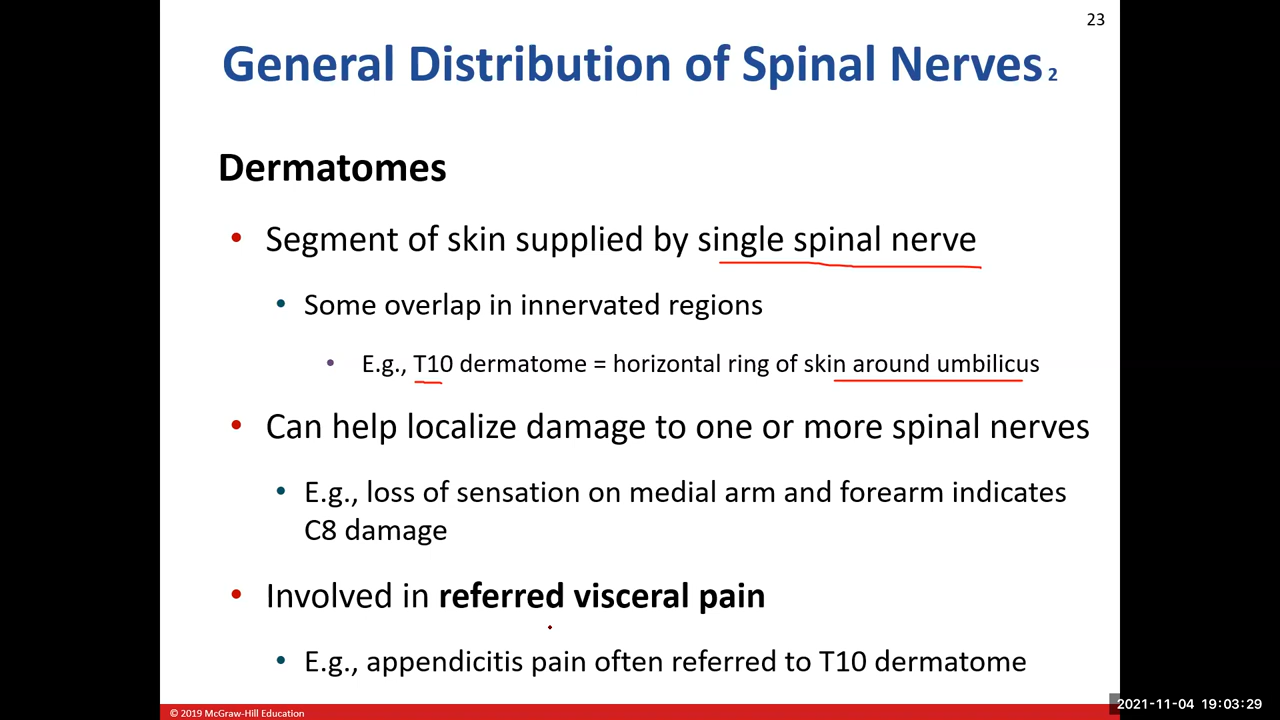 23
General Distribution of Spinal Nerves 2
Dermatomes
• Segment of skin supplied by single spinal nerve
• Some overlap in innervated regions
• E.g., T10 dermatome = horizontal ring of skin around umbilicus
• Can help localize damage to one or more spinal nerves
• E.g., loss of sensation on medial arm and forearm indicates
C8 damage
• Involved in referred visceral pain
• E.g., appendicitis pain often referred to T10 dermatome
© 2019 McGraw-Hill Education
2021-11-04 19:03:29